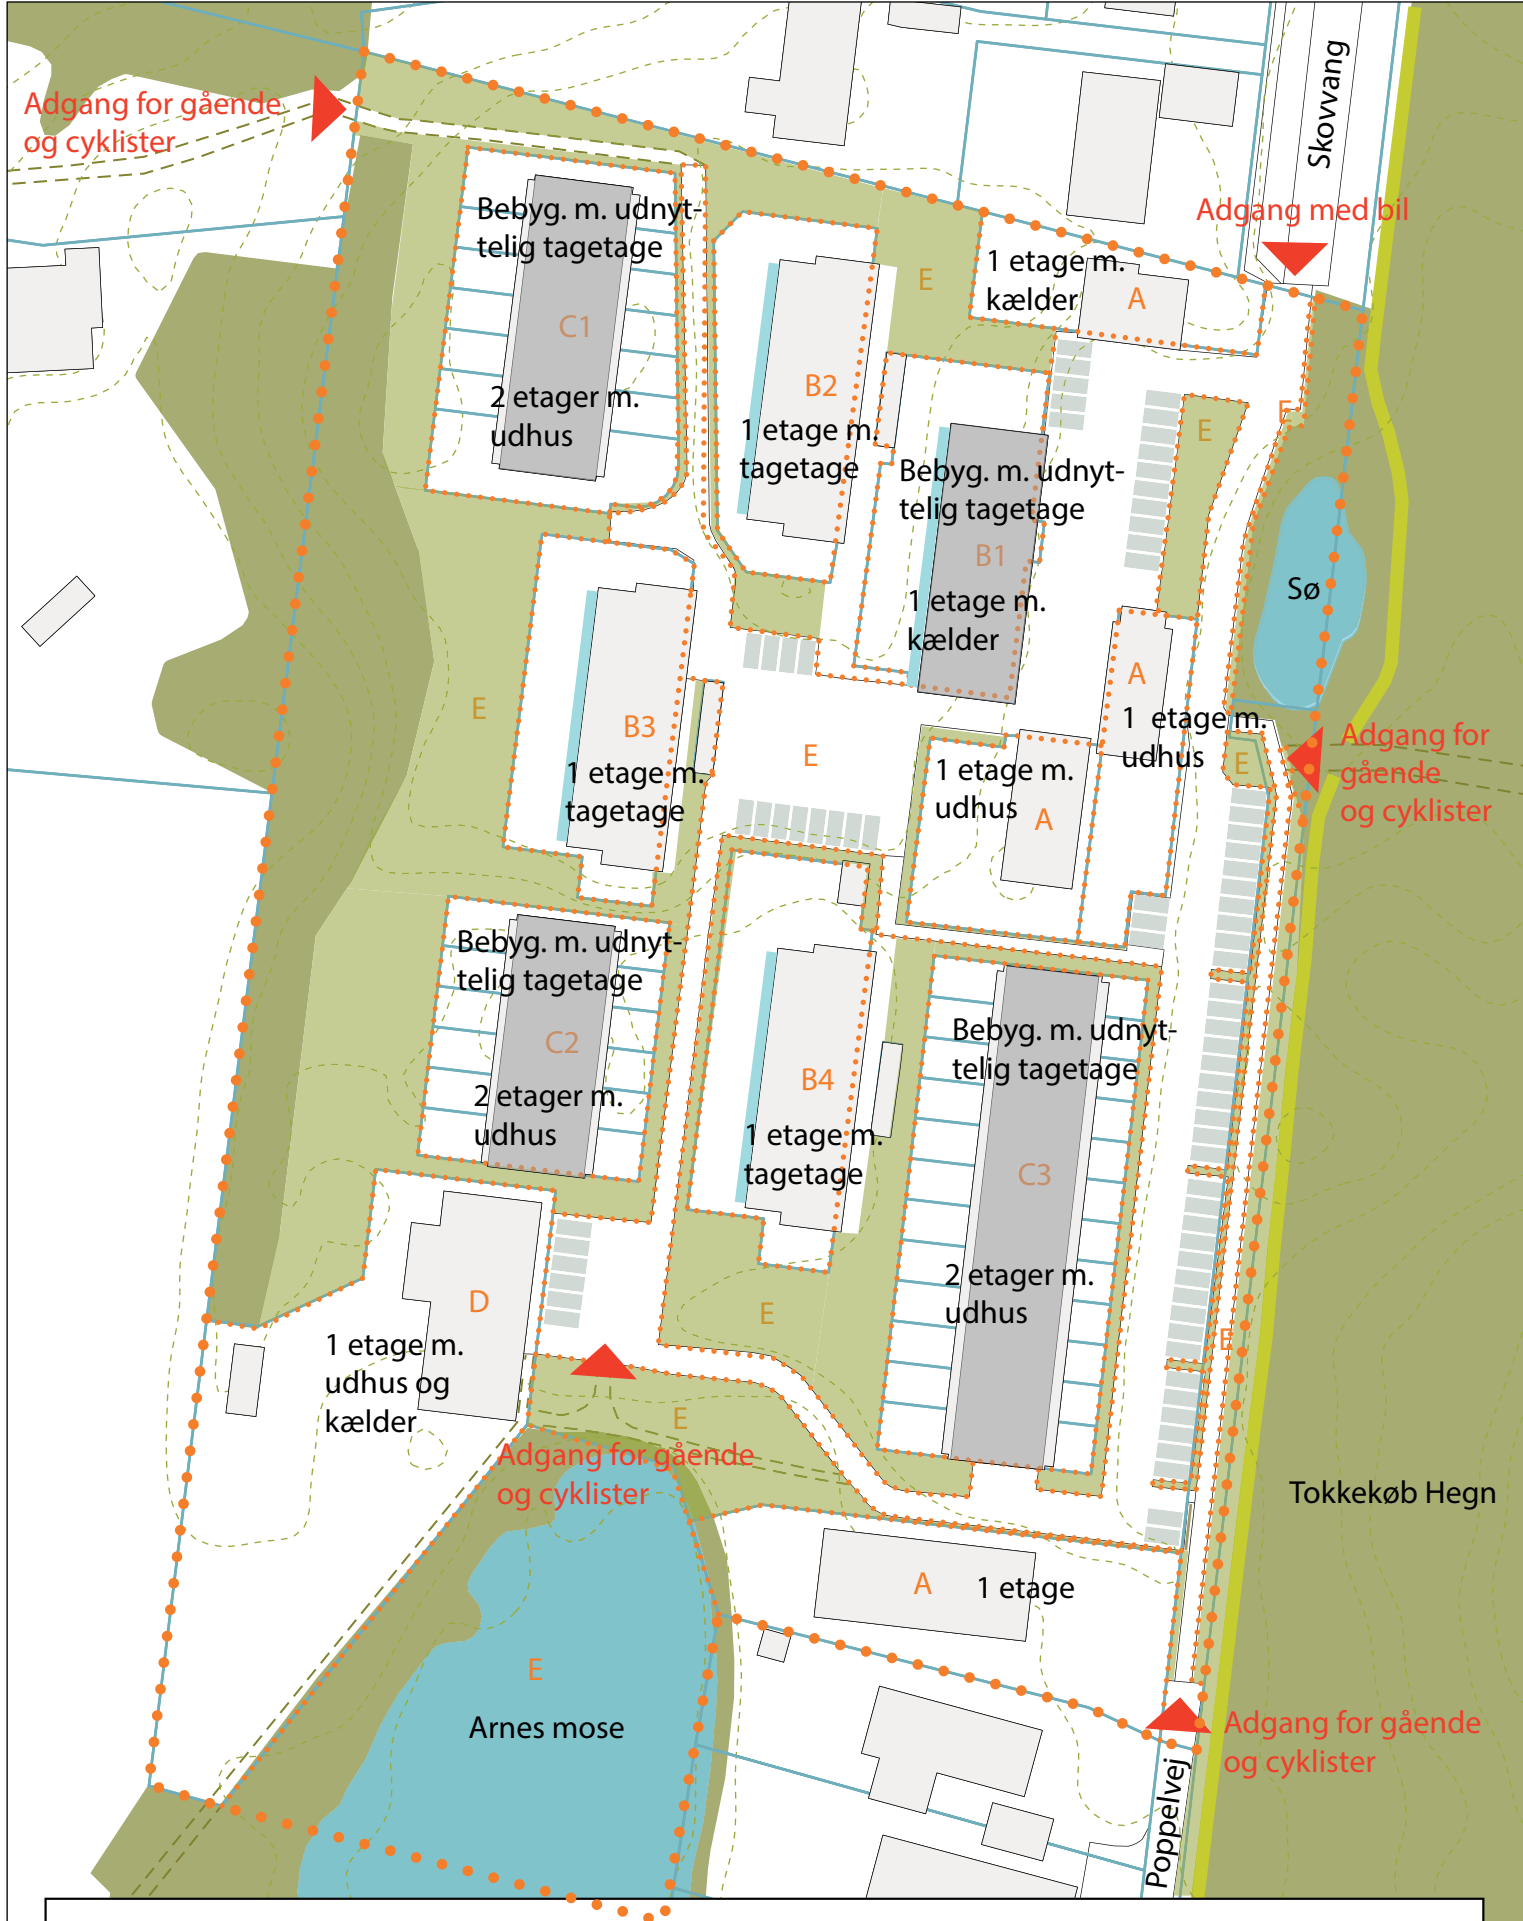 Adgang for gående
og cyklister
Skovvang
Adgang med bil
Bebyg. m. udnyt-
telig tagetage
C1
2 etager m.
udhus
B2
1 etage m.
tagetage
E
1 etage m.
kælder
A
E
E
Bebyg. m. udnyt-
telig tagetage
B1
1 etage m.
kælder
Sø
A
1 etage m.
udhus
E
Adgang for
gående
og cyklister
E
B3
1 etage m.
tagetage
E
1 etage m.
udhus
A
Bebyg. m. udnyt-
telig tagetage
C2
2 etager m.
udhus
B4
1 etage m.
tagetage
Bebyg. m. udnyt-
telig tagetage
C3
2 etager m.
udhus
D
1 etage m.
udhus og
kælder
E
E
E
Adgang for gående
og cyklister
Tokkekøb Hegn
A
1 etage
E
Arnes mose
Adgang for gående
og cyklister
Poppelvej